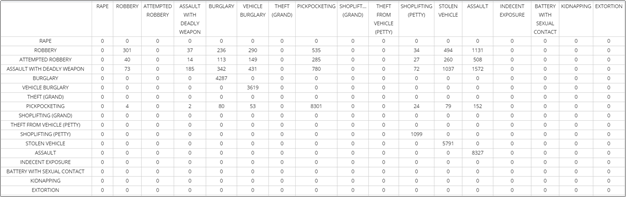 RAPE ROBBERY ATTEMPTED ROBBERY ASSAULT WITH DEADLY WEAPON BURGLARY VEHICLE BURGLARY THEFT (GRAND) PICKPOCKETING SHOPLIFT... (GRAND) THEFT FROM VEHICLE (PETTY) SHOPLIFTING (PETTY) STOLEN VEHICLE ASSAULT INDECENT EXPOSURE BATTERY WITH SEXUAL CONTACT KIDNAPPING EXTORTION
RAPE 0 0 0 0 0 0 0 0 0 0 0 0 0 0 0 0 0
ROBBERY 0 301 0 37 236 290 0 535 0 0 34 494 1131 0 0 0 0
ATTEMPTED ROBBERY 0 40 0 14 113 149 0 285 0 0 27 260 508 0 0 0 0
ASSAULT WITH DEADLY WEAPON 0 73 0 185 342 431 0 780 0 0 72 1037 1572 0 0 0 0
BURGLARY 0 0 0 0 4287 0 0 0 0 0 0 0 0 0 0 0 0
VEHICLE BURGLARY 0 0 0 0 0 3619 0 0 0 0 0 0 0 0 0 0 0
THEFT (GRAND) 0 0 0 0 0 0 0 0 0 0 0 0 0 0 0 0 0
PICKPOCKETING 0 4 0 2 80 53 0 8301 0 0 24 79 152 0 0 0 0
SHOPLIFTING (GRAND) 0 0 0 0 0 0 0 0 0 0 0 0 0 0 0 0 0
THEFT FROM VEHICLE (PETTY) 0 0 0 0 0 0 0 0 0 0 0 0 0 0 0 0 0
SHOPLIFTING (PETTY) 0 0 0 0 0 0 0 0 0 0 1099 0 0 0 0 0 0
STOLEN VEHICLE 0 0 0 0 0 0 0 0 0 0 0 5791 0 0 0 0 0
ASSAULT 0 0 0 0 0 0 0 0 0 0 0 0 8327 0 0 0 0
INDECENT EXPOSURE 0 0 0 0 0 0 0 0 0 0 0 0 0 0 0 0 0
BATTERY WITH SEXUAL CONTACT 0 0 0 0 0 0 0 0 0 0 0 0 0 0 0 0 0
KIDNAPPING 0 0 0 0 0 0 0 0 0 0 0 0 0 0 0 0 0
EXTORTION 0 0 0 0 0 0 0 0 0 0 0 0 0 0 0 0 0